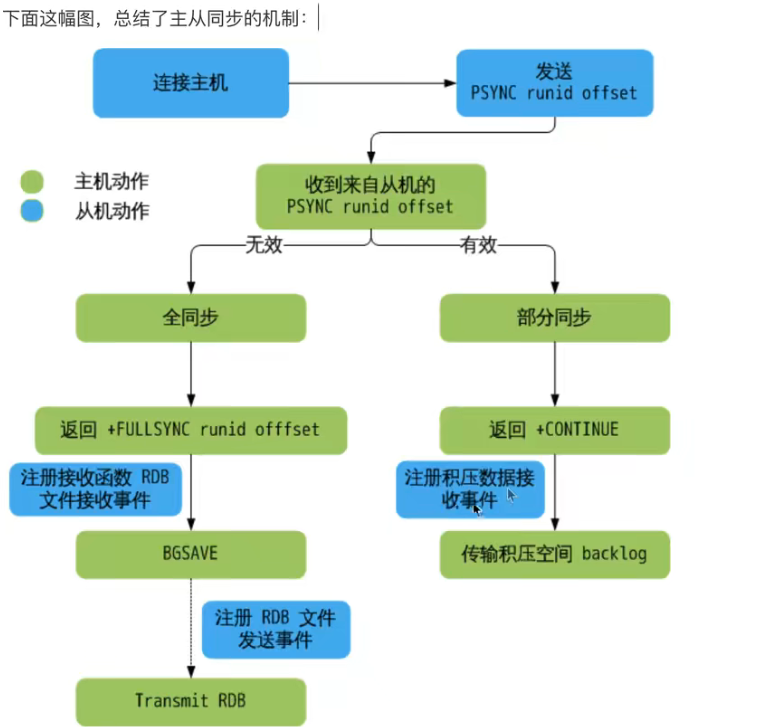 下面这幅图，总结了主从同步的机制：
连接主机
发送
PSYNC runid offset
主机动作
从机动作
收到来自从机的
PSYNC runid offset
无效
有效
全同步
部分同步
返回 +FULLSYNC runid offfset
返回 +CONTINUE
注册接收函数 RDB
文件接收事件
注册积压数据接
收事件
BGSAVE
传输积压空间 backlog
注册 RDB 文件
发送事件
Transmit RDB